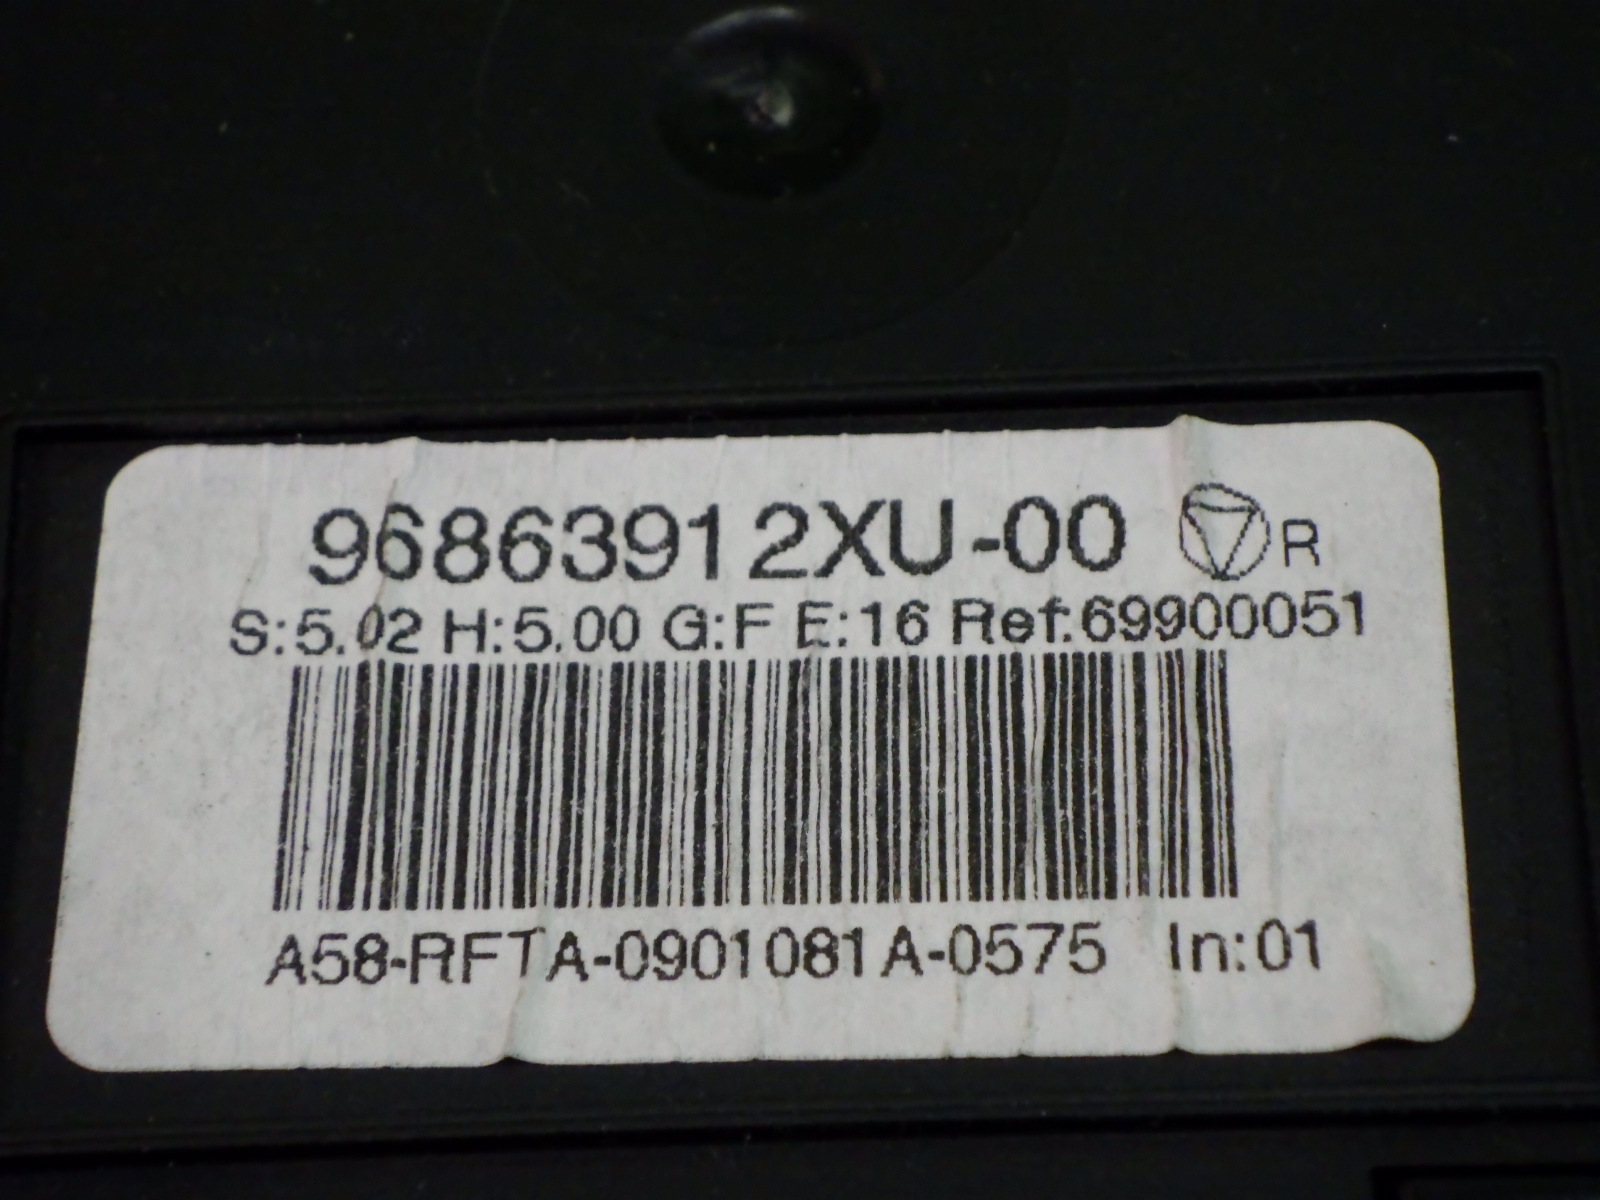 96863912XU-00 R
S:5.02 H:5.00 G:F E:16 Ref:69900051
A58-RFTA-0901081A-0575 In:01